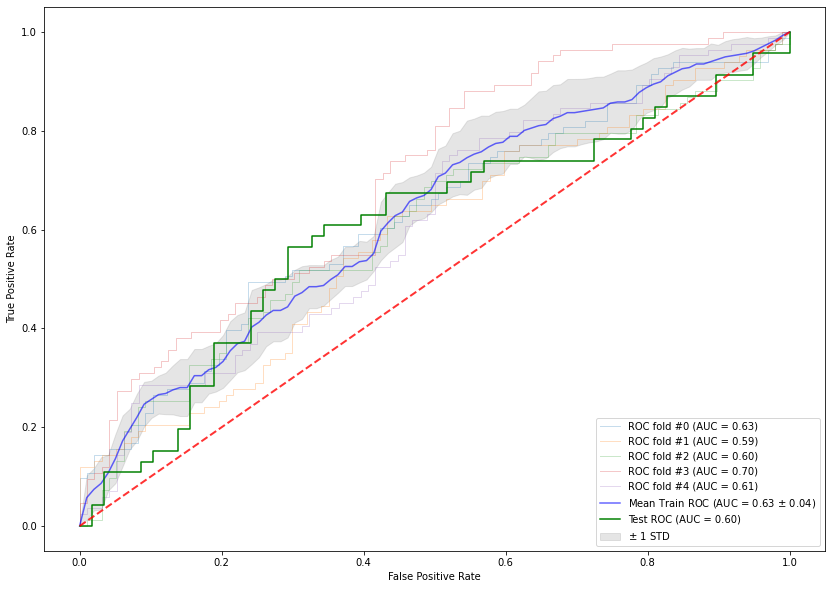 1.0
0.8
0.6
0.4
0.2
0.0
True Positive Rate
0.0 0.2 0.4 0.6 0.8 1.0
False Positive Rate
ROC fold #0 (AUC = 0.63)
ROC fold #1 (AUC = 0.59)
ROC fold #2 (AUC = 0.60)
ROC fold #3 (AUC = 0.70)
ROC fold #4 (AUC = 0.61)
Mean Train ROC (AUC = 0.63 ± 0.04)
Test ROC (AUC = 0.60)
± 1 STD